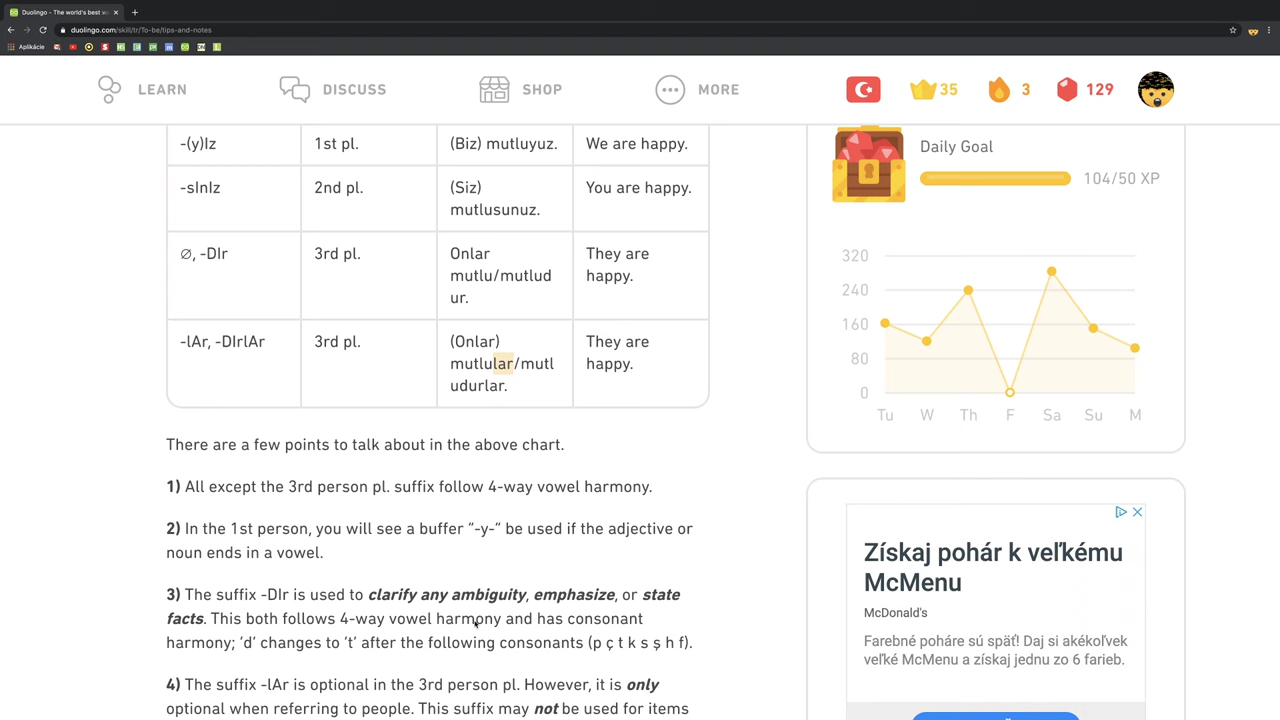 Duolingo - The world's best w
duolingo.com/skill/tr/To-be/tips-and-notes
Aplikácie
LEARN
DISCUSS
SHOP
MORE
35
3
129
-(y)Iz
1st pl.
(Biz) mutluyuz.
We are happy.
-sInIz
2nd pl.
(Siz)
mutlusunuz.
You are happy.
∅, -DIr
3rd pl.
Onlar
mutlu/mutlud
ur.
They are
happy.
-lAr, -DIrlAr
3rd pl.
(Onlar)
mutlular/mutl
udurlar.
They are
happy.
There are a few points to talk about in the above chart.
1) All except the 3rd person pl. suffix follow 4-way vowel harmony.
2) In the 1st person, you will see a buffer “-y-“ be used if the adjective or
noun ends in a vowel.
3) The suffix -DIr is used to clarify any ambiguity, emphasize, or state
facts. This both follows 4-way vowel harmony and has consonant
harmony; ‘d’ changes to ‘t’ after the following consonants (p ç t k s ş h f).
4) The suffix -lAr is optional in the 3rd person pl. However, it is only
optional when referring to people. This suffix may not be used for items
Daily Goal
104/50 XP
320
240
160
80
0
Tu W Th F Sa Su M
Získaj pohár k veľkému
McMenu
McDonald's
Farebné poháre sú späť! Daj si akékoľvek
veľké McMenu a získaj jednu zo 6 farieb.